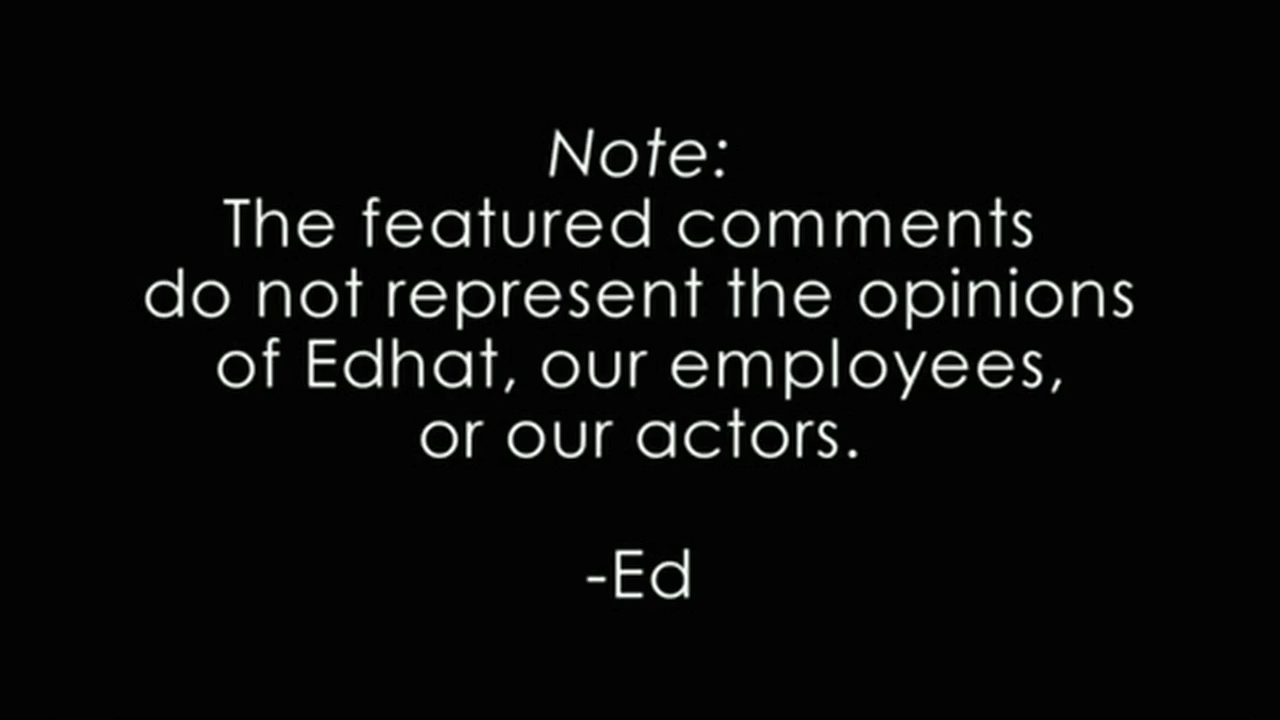 Note:
The featured comments
do not represent the opinions
of Edhat, our employees,
or our actors.
-Ed